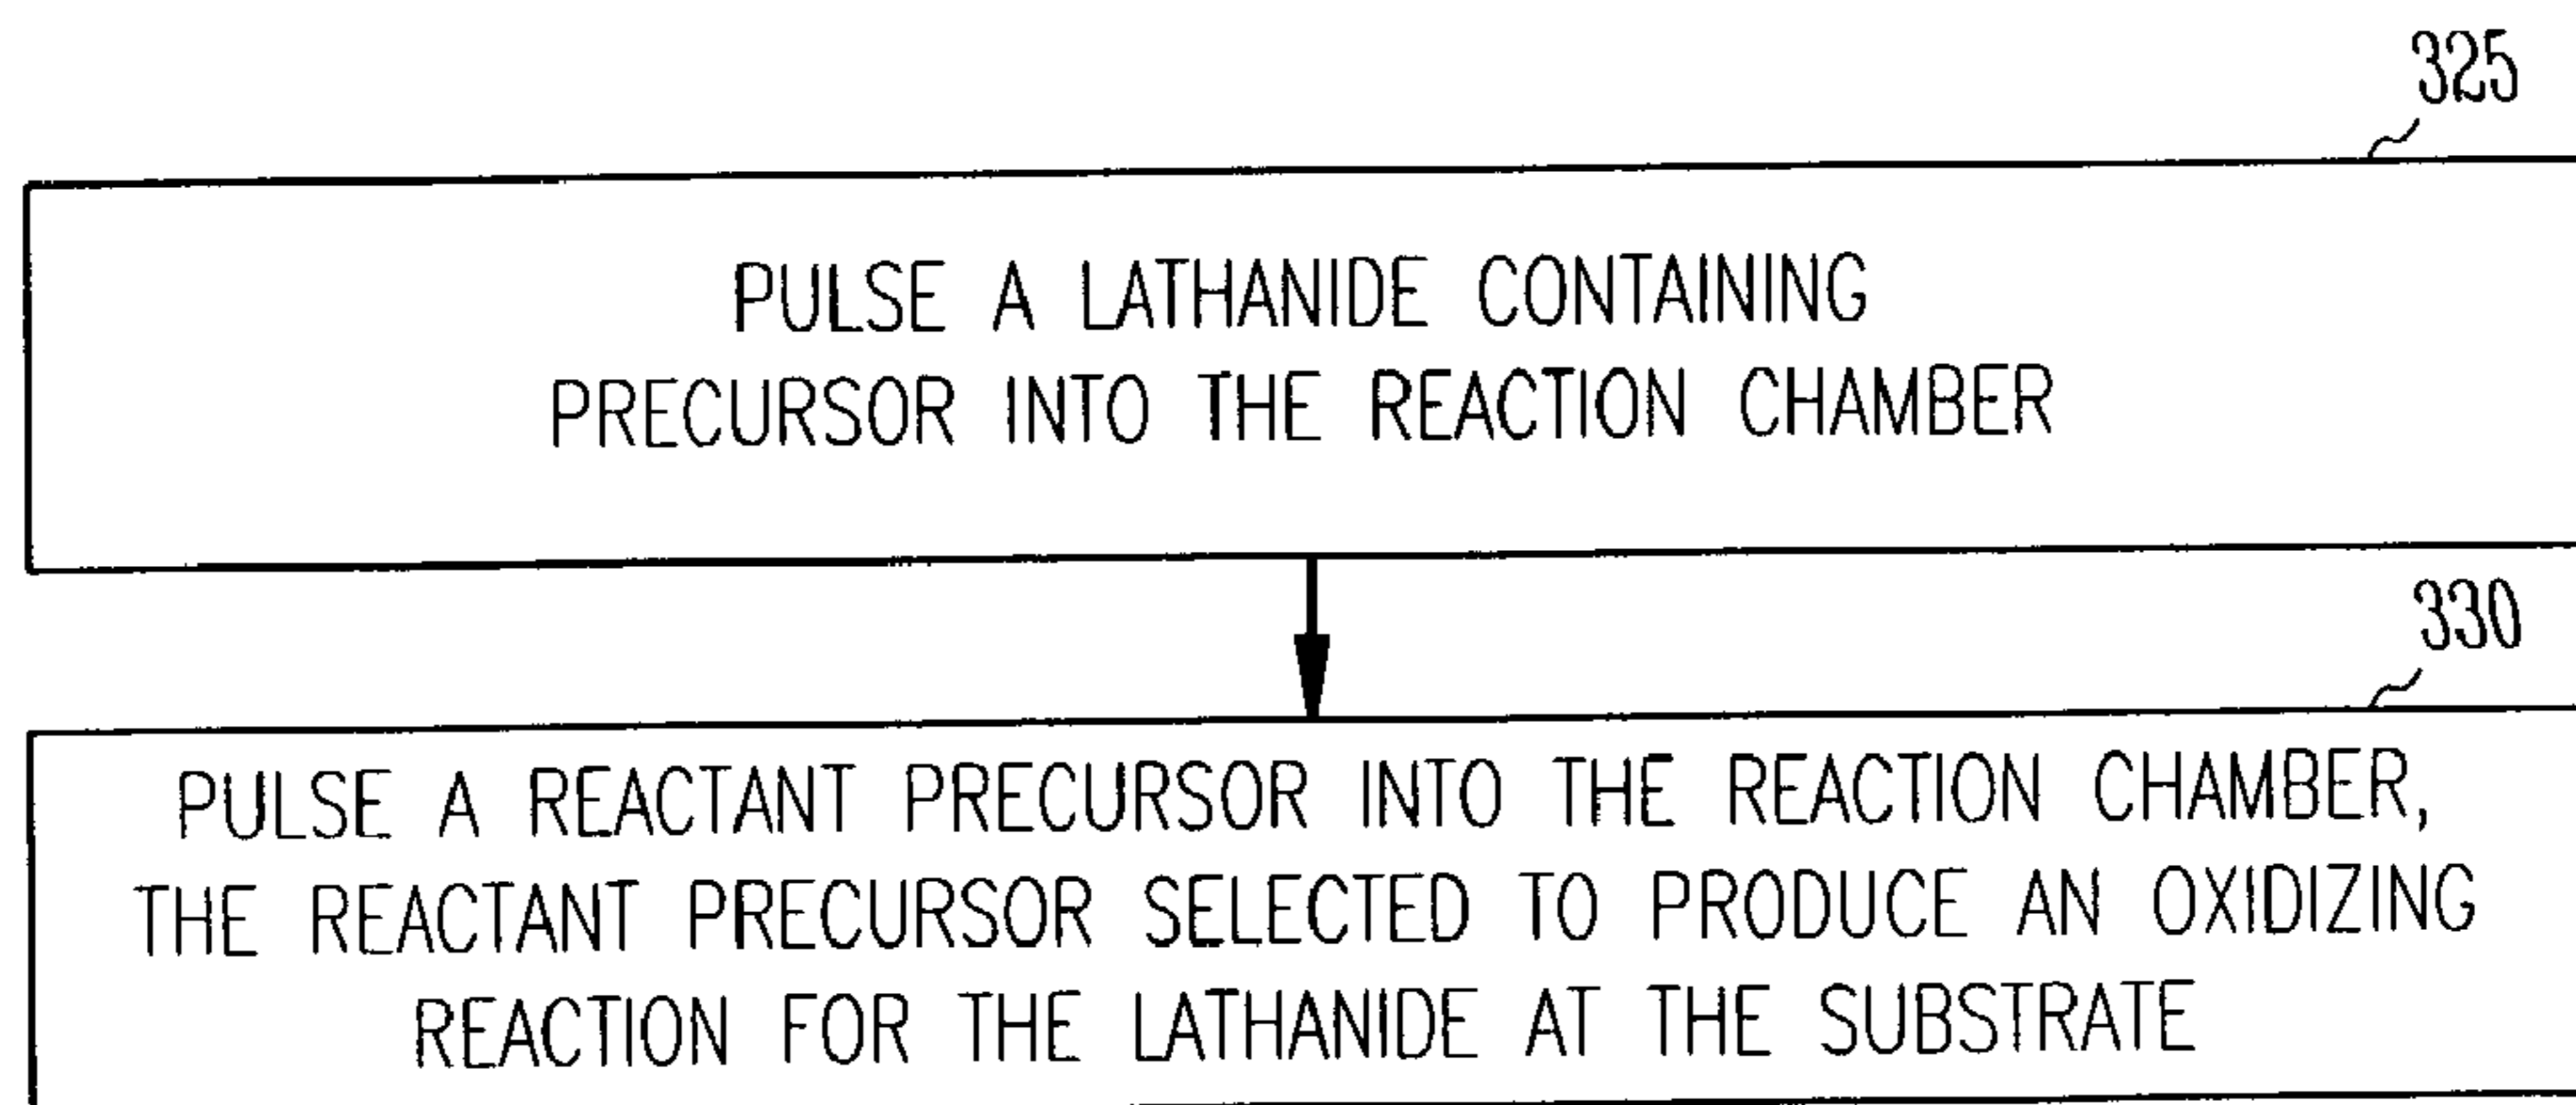 325
PULSE A LATHANIDE CONTAINING
PRECURSOR INTO THE REACTION CHAMBER
330
PULSE A REACTANT PRECURSOR INTO THE REACTION CHAMBER,
THE REACTANT PRECURSOR SELECTED TO PRODUCE AN OXIDIZING
REACTION FOR THE LATHANIDE AT THE SUBSTRATE